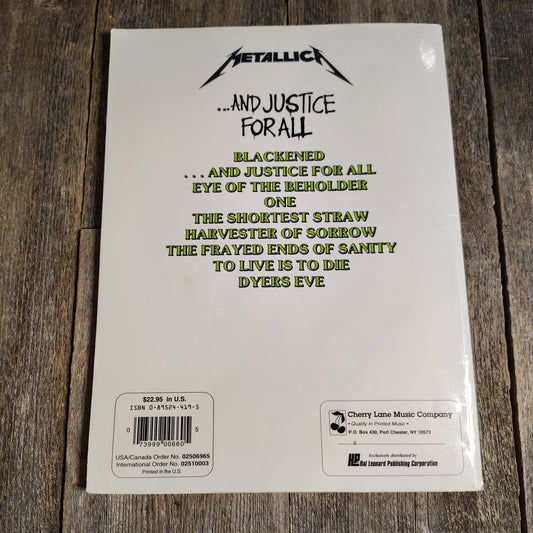 METALLICA
...AND JUSTICE
FOR ALL
BLACKENED
...AND JUSTICE FOR ALL
EYE OF THE BEHOLDER
ONE
THE SHORTEST STRAW
HARVESTER OF SORROW
THE FRAYED ENDS OF SANITY
TO LIVE IS TO DIE
DYERS EVE
$22.95 in U.S.
ISBN 0-89524-419-5
0 73999 00660 5
USA/Canada Order No. 02506965
International Order No. 02510003
Printed in the U.S.
Cherry Lane Music Company
• Quality In Printed Music •
P.O. Box 430, Port Chester, NY 10573
Exclusively distributed by
Hal Leonard Publishing Corporation